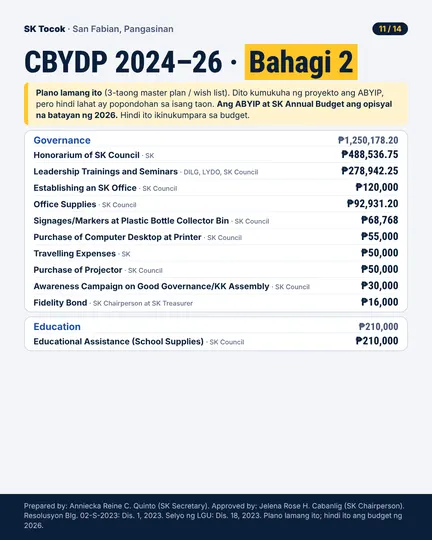 SK Tocok · San Fabian, Pangasinan
11 / 14
CBYDP 2024–26 · Bahagi 2
Plano lamang ito (3-taong master plan / wish list). Dito kumukuha ng proyekto ang ABYIP,
pero hindi lahat ay popondohan sa isang taon. Ang ABYIP at SK Annual Budget ang opisyal
na batayan ng 2026. Hindi ito ikinukumpara sa budget.
Governance ₱1,250,178.20
Honorarium of SK Council · SK ₱488,536.75
Leadership Trainings and Seminars · DILG, LYDO, SK Council ₱278,942.25
Establishing an SK Office · SK Council ₱120,000
Office Supplies · SK Council ₱92,931.20
Signages/Markers at Plastic Bottle Collector Bin · SK Council ₱68,768
Purchase of Computer Desktop at Printer · SK Council ₱55,000
Travelling Expenses · SK ₱50,000
Purchase of Projector · SK Council ₱50,000
Awareness Campaign on Good Governance/KK Assembly · SK Council ₱30,000
Fidelity Bond · SK Chairperson at SK Treasurer ₱16,000
Education ₱210,000
Educational Assistance (School Supplies) · SK Council ₱210,000
Prepared by: Anniecka Reine C. Quinto (SK Secretary). Approved by: Jelena Rose H. Cabanlig (SK Chairperson).
Resolusyon Blg. 02-S-2023: Dis. 1, 2023. Selyo ng LGU: Dis. 18, 2023. Plano lamang ito; hindi ito ang budget ng
2026.